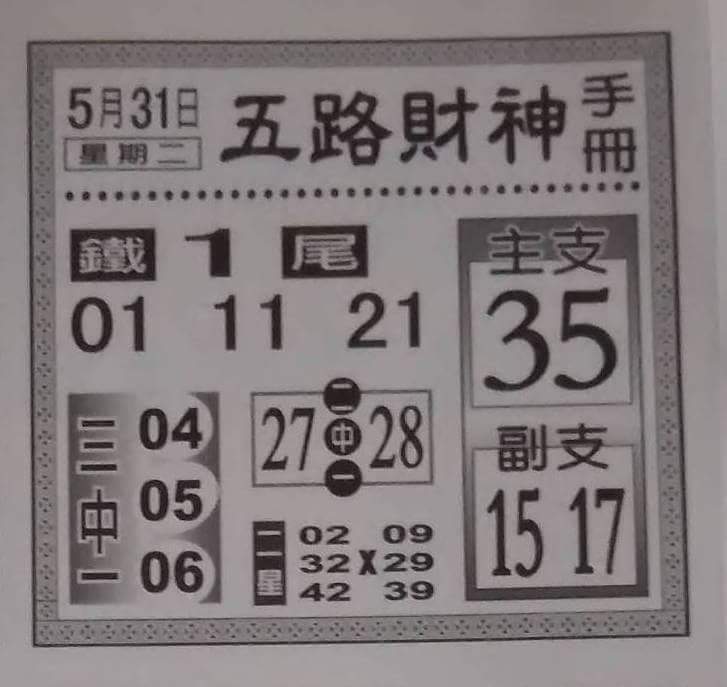 5月31日
星期二
五路財神
手冊
鐵 1 尾
01 11 21
主支
35
三中一
04
05
06
27 二中一 28
副支
15 17
二星
02 09
32 X 29
42 39